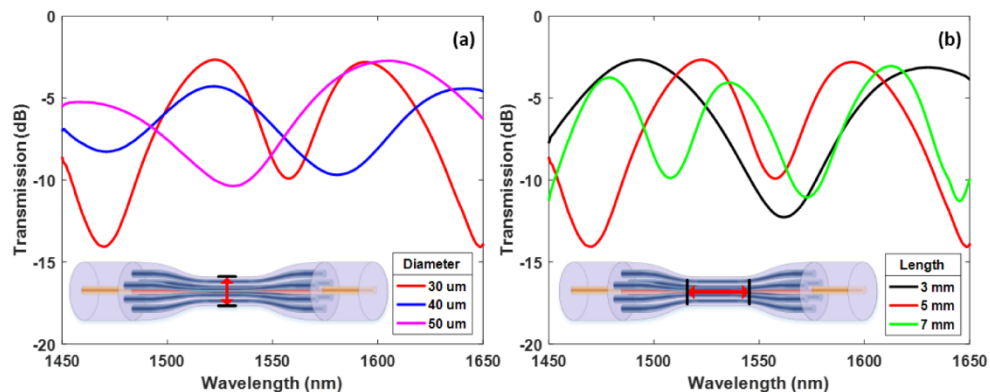 (a)
Transmission (dB)
0
-5
-10
-15
-20
1450
1500
1550
1600
1650
Wavelength (nm)
Diameter
30 um
40 um
50 um
(b)
Transmission (dB)
0
-5
-10
-15
-20
1450
1500
1550
1600
1650
Wavelength (nm)
Length
3 mm
5 mm
7 mm